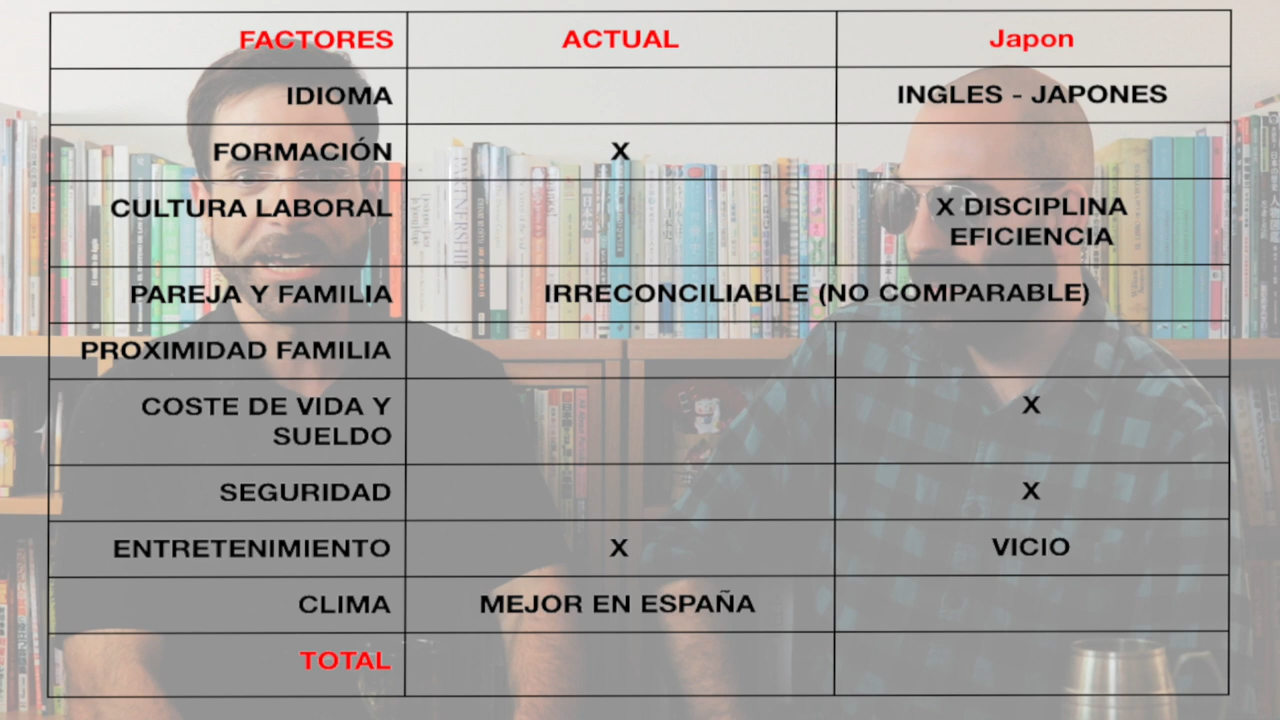 FACTORES ACTUAL Japon
IDIOMA INGLES - JAPONES
FORMACIÓN X
CULTURA LABORAL X DISCIPLINA
EFICIENCIA
PAREJA Y FAMILIA IRRECONCILIABLE (NO COMPARABLE)
PROXIMIDAD FAMILIA
COSTE DE VIDA Y X
SUELDO
SEGURIDAD X
ENTRETENIMIENTO X VICIO
CLIMA MEJOR EN ESPAÑA
TOTAL